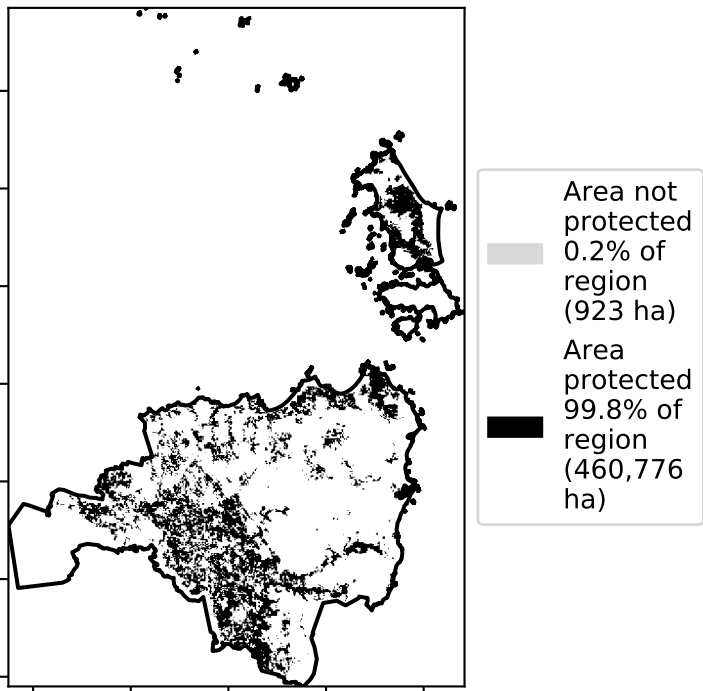 Area not
protected
0.2% of
region
(923 ha)
Area
protected
99.8% of
region
(460,776
ha)